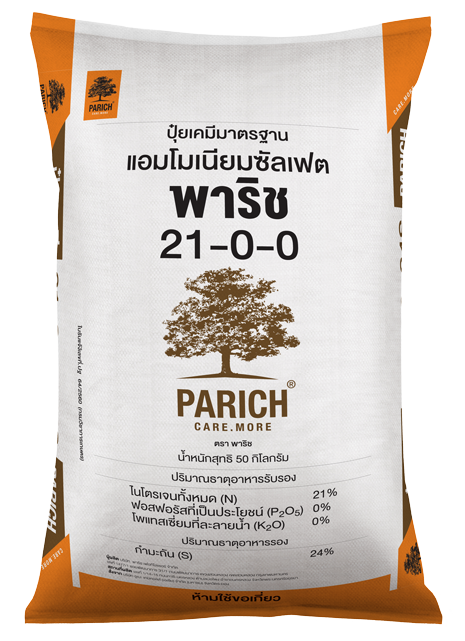 PARICH
CARE.MORE
ปุ๋ยเคมีมาตรฐาน
แอมโมเนียมซัลเฟต
พาริช
21-0-0
PARICH®
CARE.MORE
ตรา พาริช
น้ำหนักสุทธิ 50 กิโลกรัม
ปริมาณธาตุอาหารรับรอง
ไนโตรเจนทั้งหมด (N) 21%
ฟอสฟอรัสที่เป็นประโยชน์ (P₂O₅) 0%
โพแทสเซี่ยมที่ละลายน้ำ (K₂O) 0%
ปริมาณธาตุอาหารรอง
กำมะถัน (S) 24%
ห้ามใช้ขอเกี่ยว
PARICH
CARE.MORE
PARICH
CARE.MORE